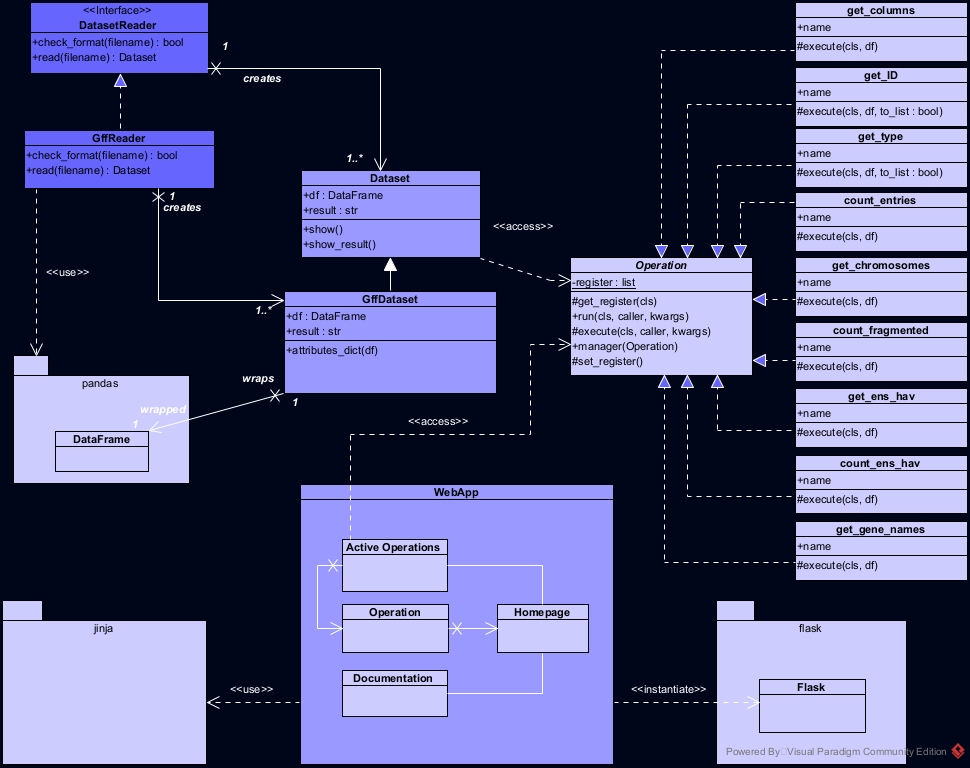 <<Interface>>
DatasetReader
+check_format(filename) : bool
+read(filename) : Dataset
1
creates
1..*
GffReader
+check_format(filename) : bool
+read(filename) : Dataset
1
creates
1..*
<<use>>
Dataset
+df : DataFrame
+result : str
+show()
+show_result()
<<access>>
GffDataset
+df : DataFrame
+result : str
+attributes_dict(df)
wraps
1
wrapped
1
pandas
DataFrame
Operation
-register : list
#get_register(cls)
+run(cls, caller, kwargs)
#execute(cls, caller, kwargs)
+manager(Operation)
#set_register()
<<access>>
get_columns
+name
#execute(cls, df)
get_ID
+name
#execute(cls, df, to_list : bool)
get_type
+name
#execute(cls, df, to_list : bool)
count_entries
+name
#execute(cls, df)
get_chromosomes
+name
#execute(cls, df)
count_fragmented
+name
#execute(cls, df)
get_ens_hav
+name
#execute(cls, df)
count_ens_hav
+name
#execute(cls, df)
get_gene_names
+name
#execute(cls, df)
WebApp
Active Operations
Operation
Homepage
Documentation
jinja
<<use>>
<<instantiate>>
flask
Flask
Powered By: Visual Paradigm Community Edition